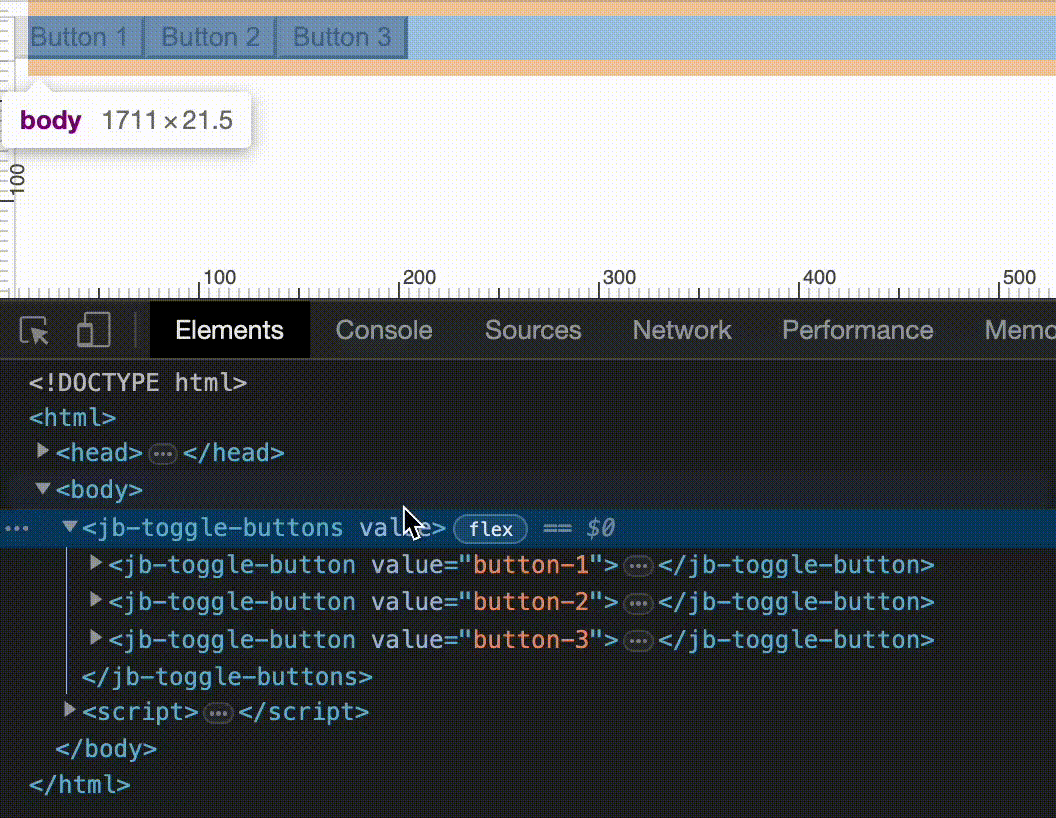 Button 1 Button 2 Button 3
body 1711 × 21.5
100
100 200 300 400 500
Elements Console Sources Network Performance Memo
<!DOCTYPE html>
<html>
<head> ··· </head>
<body>
··· <jb-toggle-buttons value> flex == $0
<jb-toggle-button value="button-1"> ··· </jb-toggle-button>
<jb-toggle-button value="button-2"> ··· </jb-toggle-button>
<jb-toggle-button value="button-3"> ··· </jb-toggle-button>
</jb-toggle-buttons>
<script> ··· </script>
</body>
</html>